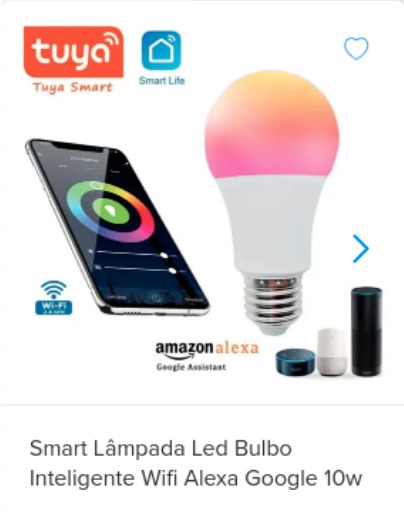 tuya
Tuya Smart
Smart Life
Wi-Fi
amazon alexa
Google Assistant
Smart Lâmpada Led Bulbo
Inteligente Wifi Alexa Google 10w